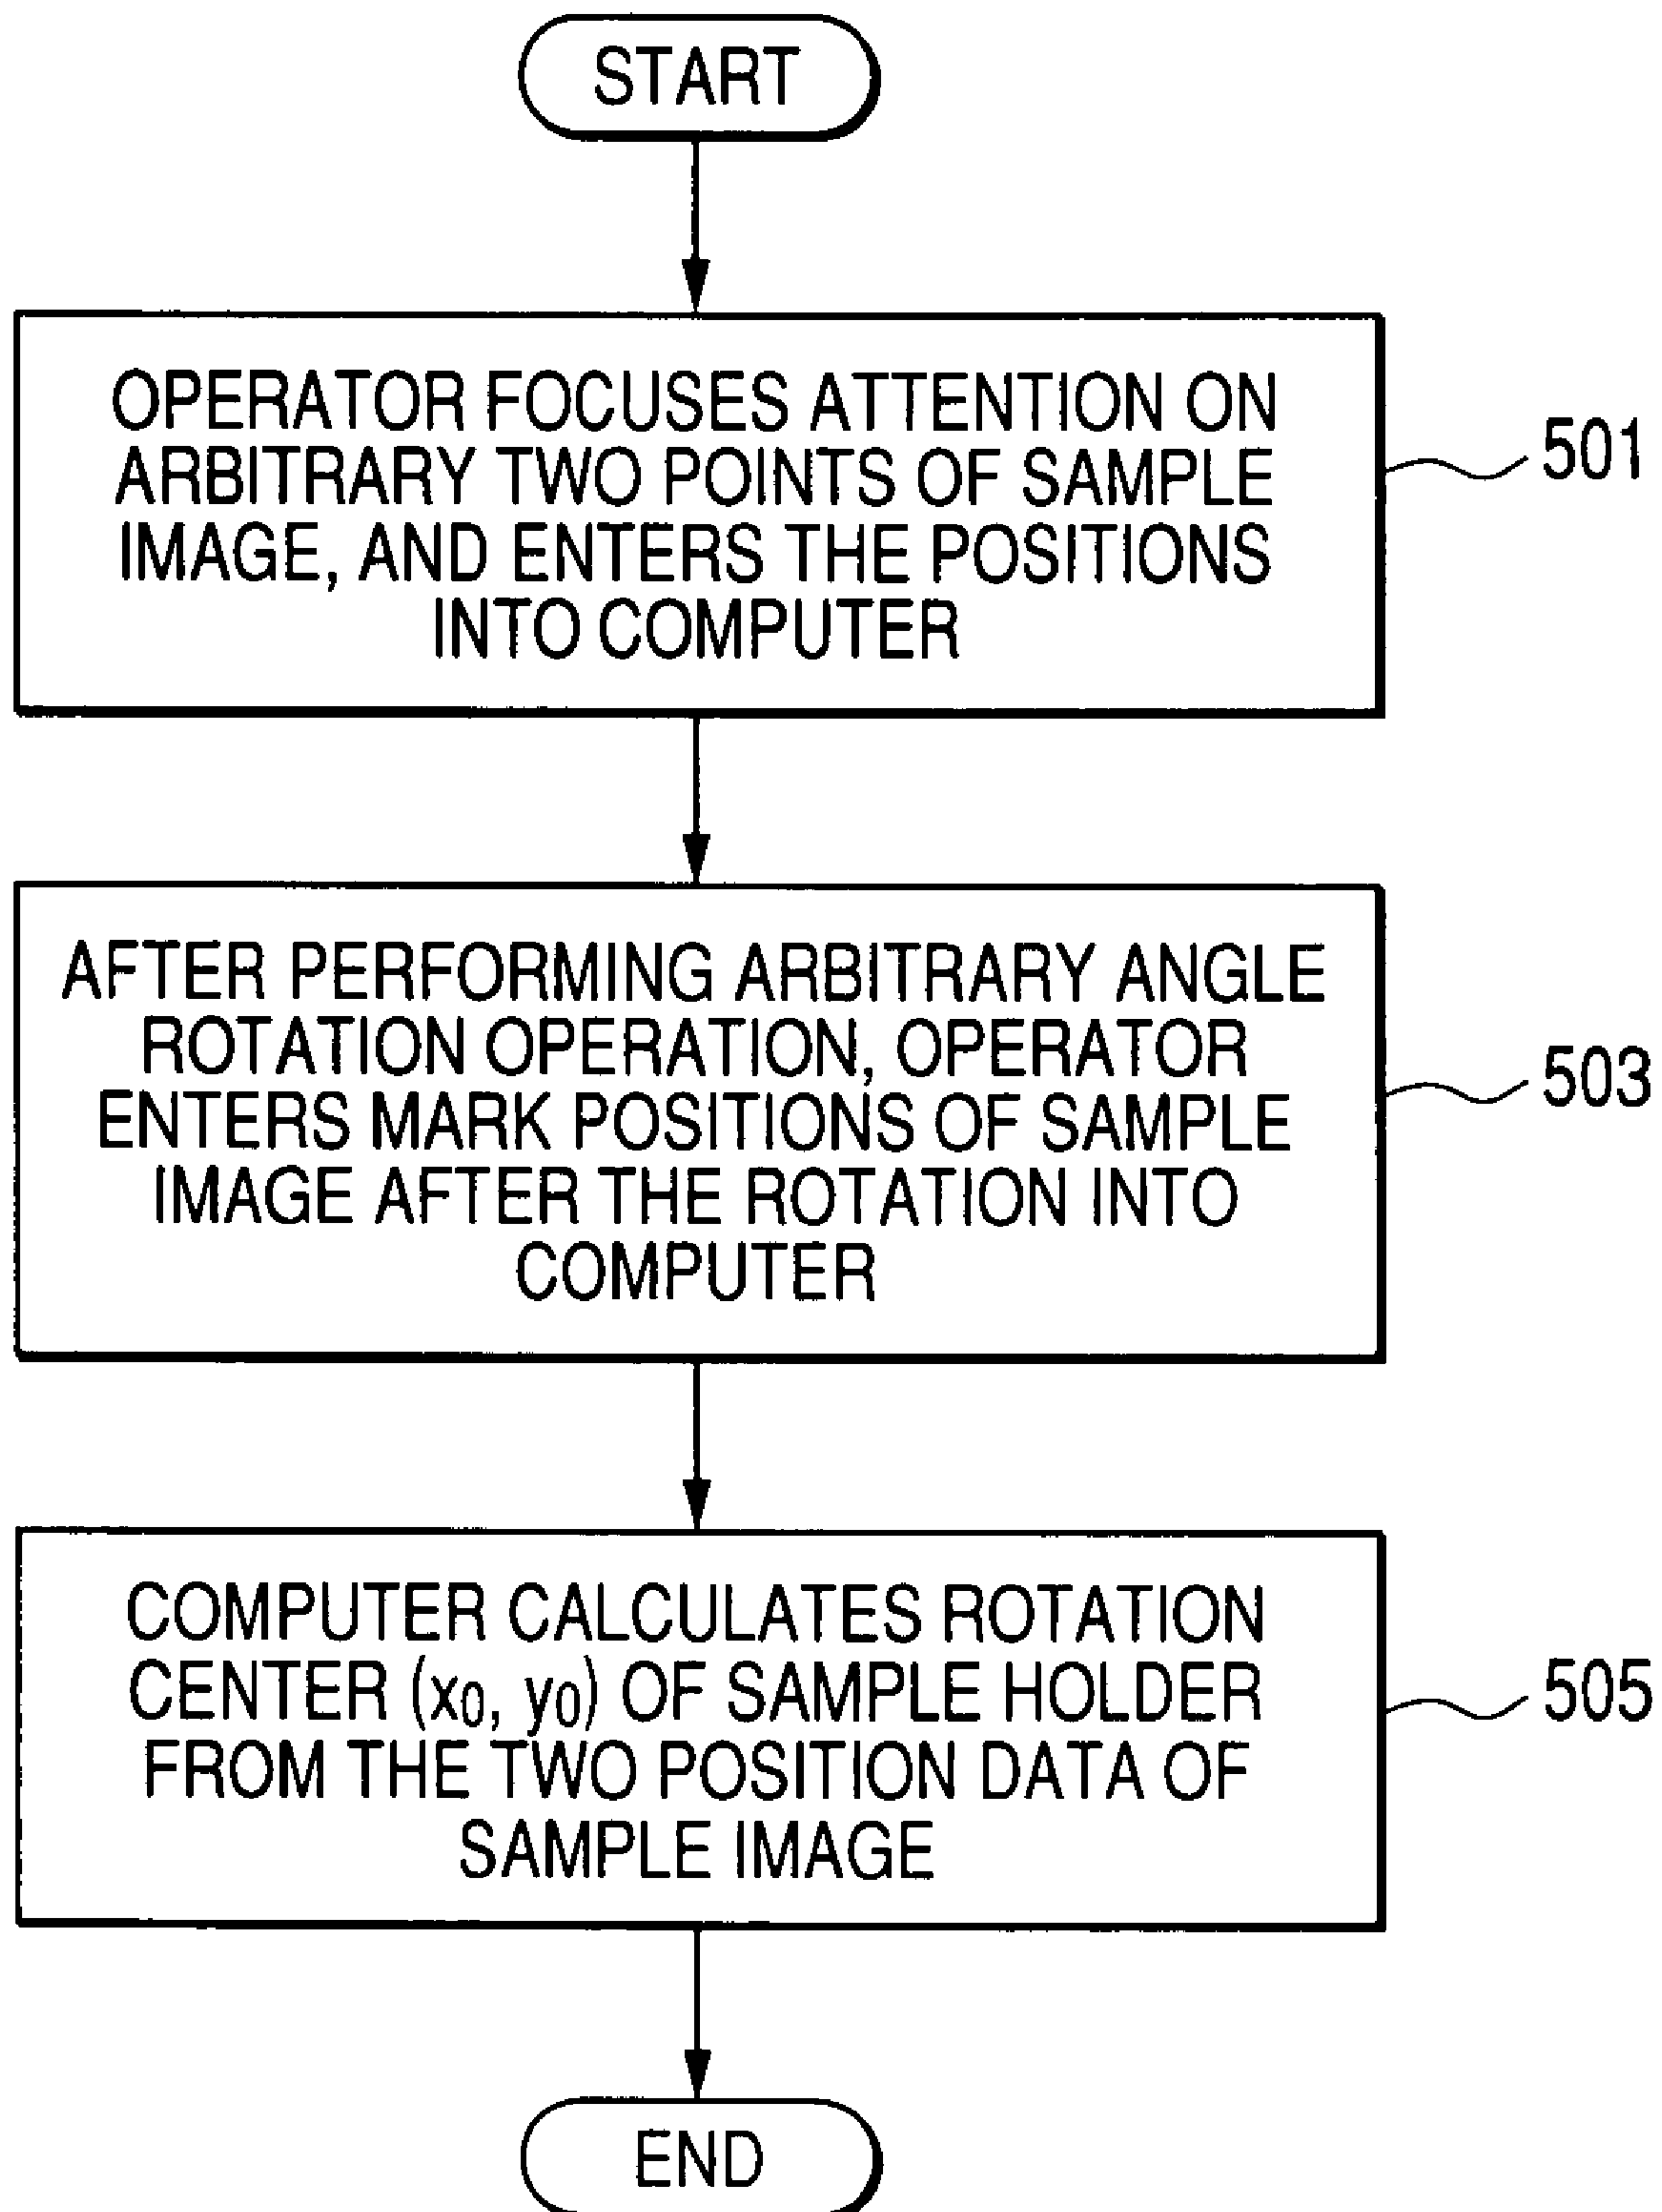 START
OPERATOR FOCUSES ATTENTION ON
ARBITRARY TWO POINTS OF SAMPLE
IMAGE, AND ENTERS THE POSITIONS
INTO COMPUTER
501
AFTER PERFORMING ARBITRARY ANGLE
ROTATION OPERATION, OPERATOR
ENTERS MARK POSITIONS OF SAMPLE
IMAGE AFTER THE ROTATION INTO
COMPUTER
503
COMPUTER CALCULATES ROTATION
CENTER (x₀, y₀) OF SAMPLE HOLDER
FROM THE TWO POSITION DATA OF
SAMPLE IMAGE
505
END